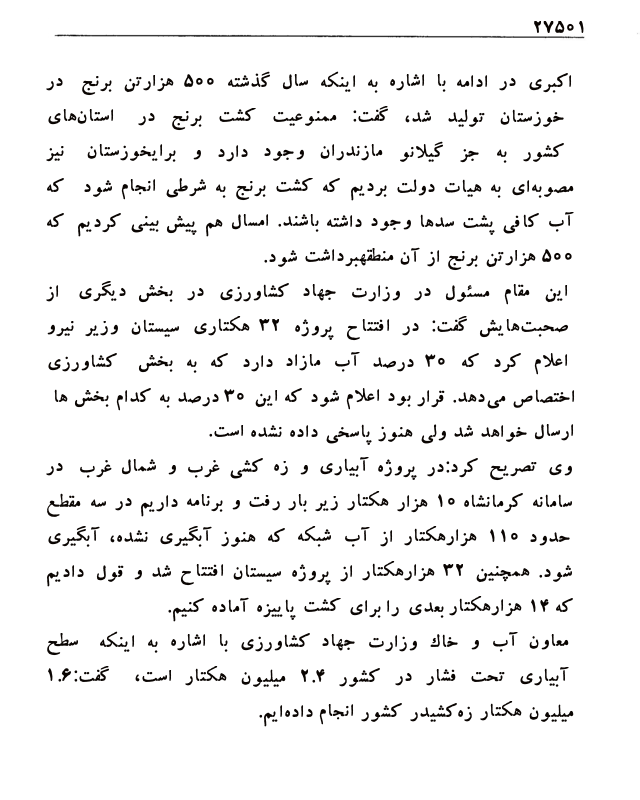 ۲۷۵۰۱
اکبری در ادامه با اشاره به اینکه سال گذشته ۵۰۰ هزارتن برنج در
خوزستان تولید شد، گفت: ممنوعیت کشت برنج در استان‌های
کشور به جز گیلانو مازندران وجود دارد و برایخوزستان نیز
مصوبه‌ای به هیات دولت بردیم که کشت برنج به شرطی انجام شود که
آب کافی پشت سدها وجود داشته باشند. امسال هم پیش بینی کردیم که
۵۰۰ هزارتن برنج از آن منطقهبرداشت شود.
این مقام مسئول در وزارت جهاد کشاورزی در بخش دیگری از
صحبت‌هایش گفت: در افتتاح پروژه ۳۲ هکتاری سیستان وزیر نیرو
اعلام کرد که ۳۰ درصد آب مازاد دارد که به بخش کشاورزی
اختصاص می‌دهد. قرار بود اعلام شود که این ۳۰ درصد به کدام بخش ها
ارسال خواهد شد ولی هنوز پاسخی داده نشده است.
وی تصریح کرد:در پروژه آبیاری و زه کشی غرب و شمال غرب در
سامانه کرمانشاه ۱۰ هزار هکتار زیر بار رفت و برنامه داریم در سه مقطع
حدود ۱۱۰ هزارهکتار از آب شبکه که هنوز آبگیری نشده، آبگیری
شود. همچنین ۳۲ هزارهکتار از پروژه سیستان افتتاح شد و قول دادیم
که ۱۴ هزارهکتار بعدی را برای کشت پاییزه آماده کنیم.
معاون آب و خاك وزارت جهاد کشاورزی با اشاره به اینکه سطح
آبیاری تحت فشار در کشور ۲.۴ میلیون هکتار است، گفت:۱.۶
میلیون هکتار زه‌کشیدر کشور انجام داده‌ایم.